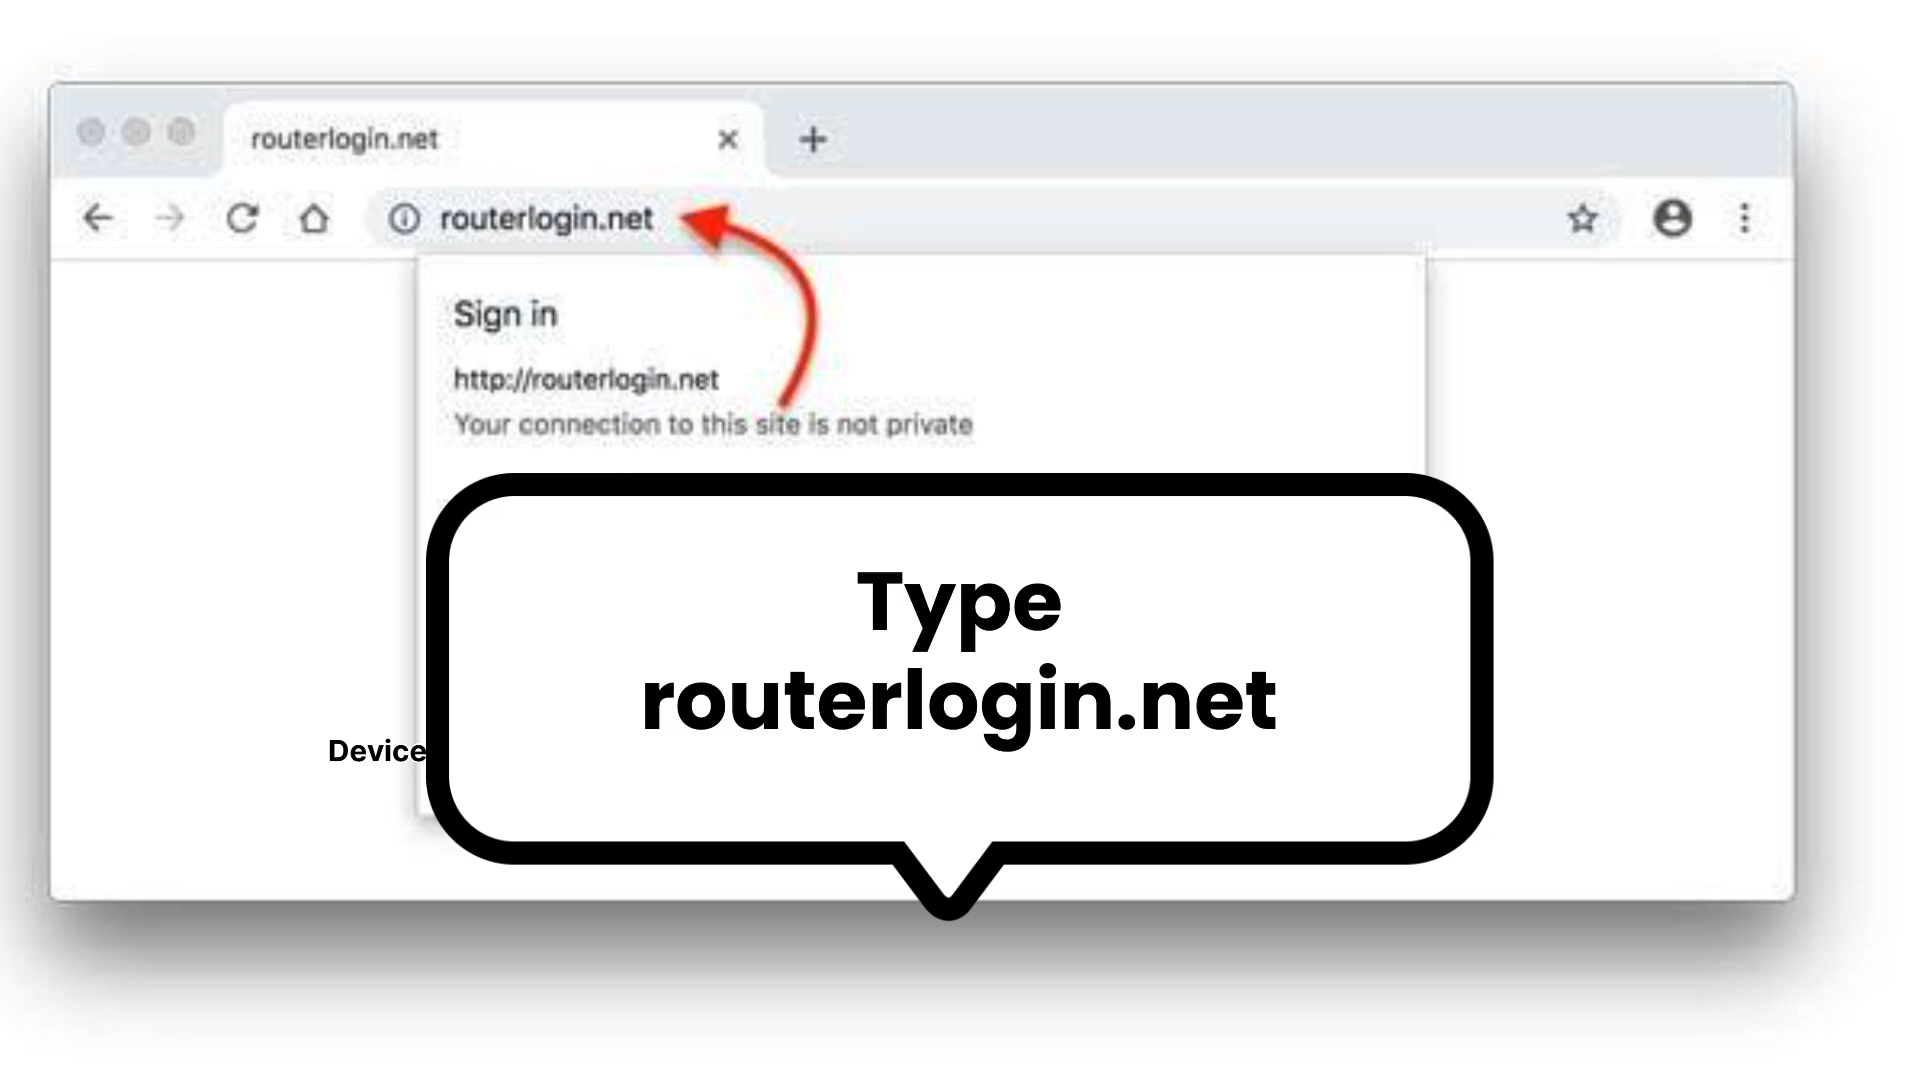 routerlogin.net
routerlogin.net
Sign in
http://routerlogin.net
Your connection to this site is not private
Type
routerlogin.net
Device